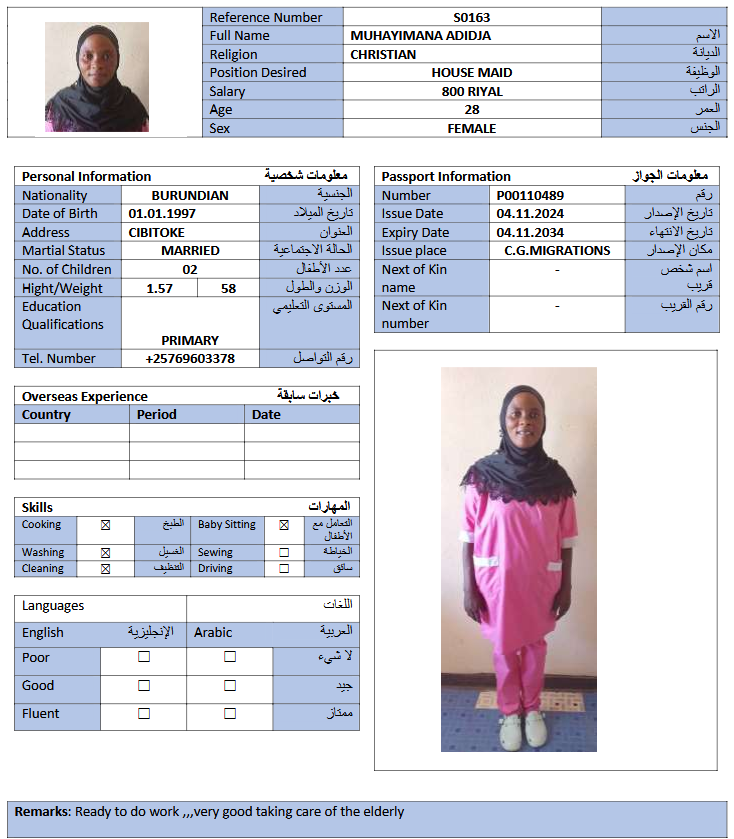 Reference Number S0163
Full Name MUHAYIMANA ADIDJA الاسم
Religion CHRISTIAN الديانة
Position Desired HOUSE MAID الوظيفة
Salary 800 RIYAL الراتب
Age 28 العمر
Sex FEMALE الجنس
Personal Information معلومات شخصية
Nationality BURUNDIAN الجنسية
Date of Birth 01.01.1997 تاريخ الميلاد
Address CIBITOKE العنوان
Martial Status MARRIED الحالة الاجتماعية
No. of Children 02 عدد الأطفال
Hight/Weight 1.57 58 الوزن والطول
Education المستوى التعليمي
Qualifications
PRIMARY
Tel. Number +25769603378 رقم التواصل
Passport Information معلومات الجواز
Number P00110489 رقم
Issue Date 04.11.2024 تاريخ الإصدار
Expiry Date 04.11.2034 تاريخ الانتهاء
Issue place C.G.MIGRATIONS مكان الإصدار
Next of Kin - اسم شخص
name قريب
Next of Kin - رقم القريب
number
Overseas Experience خبرات سابقة
Country Period Date
Skills المهارات
Cooking ☒ الطبخ Baby Sitting ☒ التعامل مع
الأطفال
Washing ☒ الغسيل Sewing ☐ الخياطة
Cleaning ☒ التنظيف Driving ☐ سائق
Languages اللغات
English الإنجليزية Arabic العربية
Poor ☐ ☐ لا شيء
Good ☐ ☐ جيد
Fluent ☐ ☐ ممتاز
Remarks: Ready to do work ,,,very good taking care of the elderly